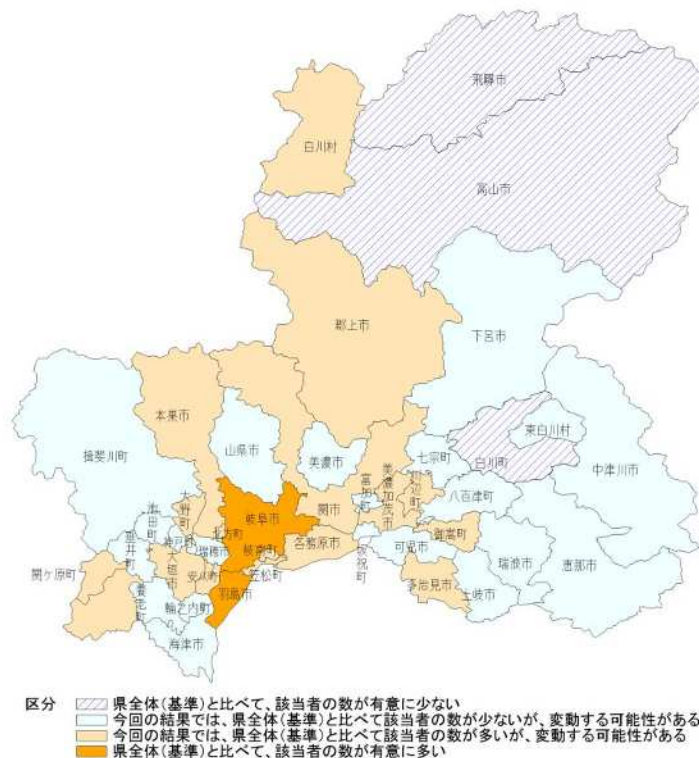 飛騨市
白川村
高山市
郡上市
下呂市
本巣市
東白川村
山県市
揖斐川町
美濃市
七宗町
白川町
中津川市
富加町
美濃加茂市
八百津町
大野町
池田町
岐阜市
関市
北方町
神戸町
御嵩町
垂井町
瑞穂市
岐南町
各務原市
可児市
坂祝町
瑞浪市
恵那市
関ケ原町
大垣市
安八町
笠松町
多治見市
養老町
羽島市
土岐市
輪之内町
海津市
区分
県全体(基準)と比べて、該当者の数が有意に少ない
今回の結果では、県全体(基準)と比べて該当者の数が少ないが、変動する可能性がある
今回の結果では、県全体(基準)と比べて該当者の数が多いが、変動する可能性がある
県全体(基準)と比べて、該当者の数が有意に多い